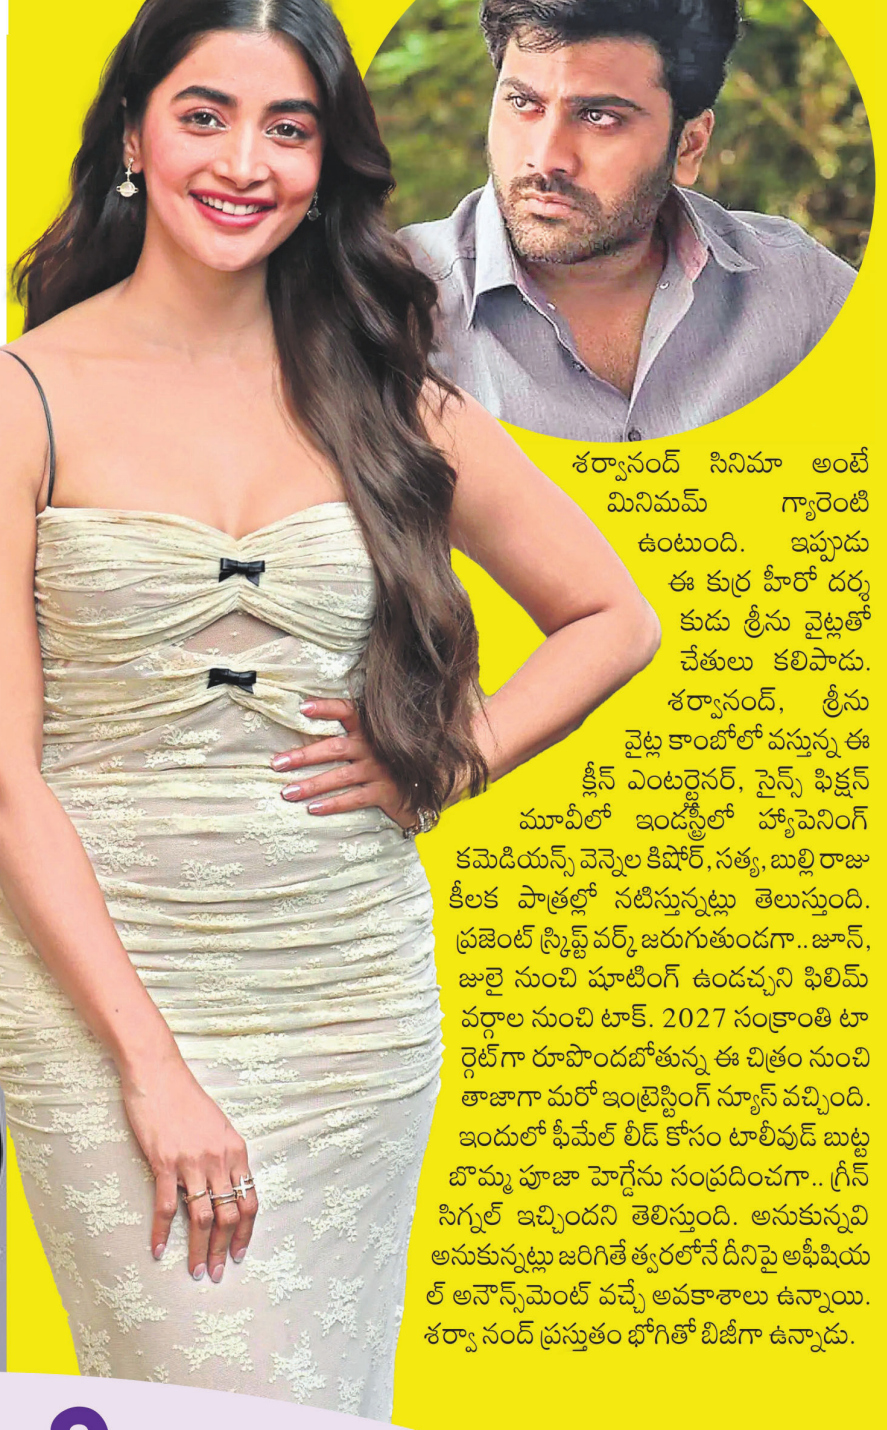 శర్వానంద్ సినిమా అంటే
మినిమమ్ గ్యారెంటి
ఉంటుంది. ఇప్పుడు
ఈ కుర్ర హీరో దర్శ
కుడు శ్రీను వైట్లతో
చేతులు కలిపాడు.
శర్వానంద్, శ్రీను
వైట్ల కాంబోలో వస్తున్న ఈ
క్లీన్ ఎంటర్టైనర్, సైన్స్ ఫిక్షన్
మూవీలో ఇండస్ట్రీలో హ్యాపెనింగ్
కమెడియన్స్ వెన్నెల కిషోర్, సత్య, బుల్లి రాజు
కీలక పాత్రల్లో నటిస్తున్నట్లు తెలుస్తుంది.
ప్రజెంట్ స్క్రిప్ట్ వర్క్ జరుగుతుండగా.. జూన్,
జులై నుంచి షూటింగ్ ఉండచ్చని ఫిలిమ్
వర్గాల నుంచి టాక్. 2027 సంక్రాంతి టా
ర్గెట్‌గా రూపొందబోతున్న ఈ చిత్రం నుంచి
తాజాగా మరో ఇంట్రెస్టింగ్ న్యూస్ వచ్చింది.
ఇందులో ఫీమేల్ లీడ్ కోసం టాలీవుడ్ బుట్ట
బొమ్మ పూజా హెగ్డేను సంప్రదించగా.. గ్రీన్
సిగ్నల్ ఇచ్చిందని తెలిస్తుంది. అనుకున్నవి
అనుకున్నట్లు జరిగితే త్వరలోనే దీనిపై అఫీషియ
ల్ అనౌన్స్‌మెంట్ వచ్చే అవకాశాలు ఉన్నాయి.
శర్వా నంద్ ప్రస్తుతం భోగితో బిజీగా ఉన్నాడు.